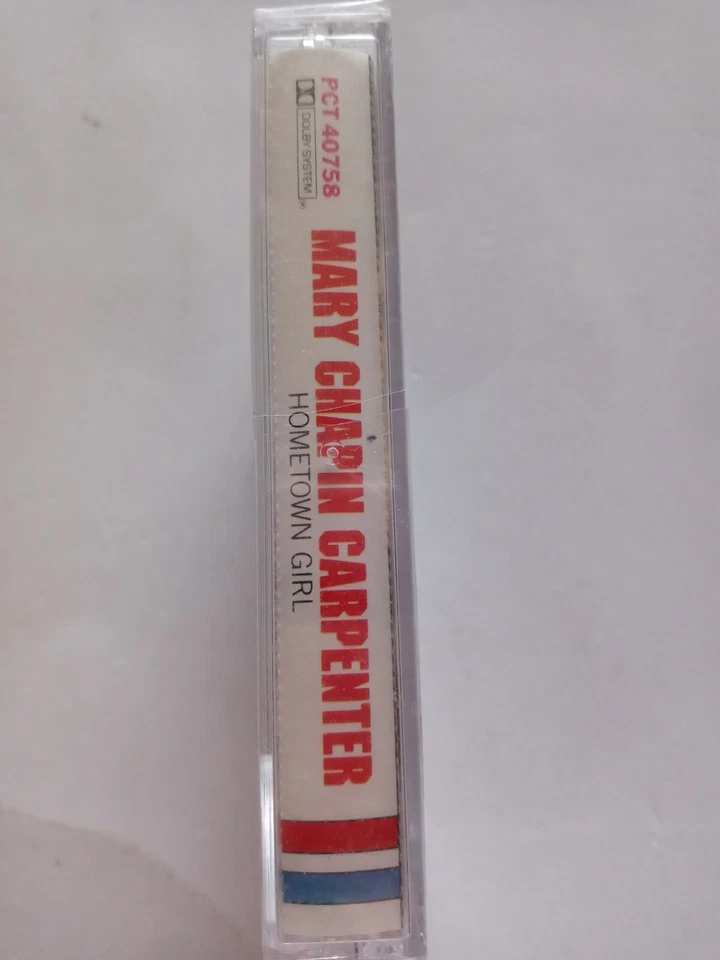 PCT 40758
DOLBY SYSTEM
MARY CHAPIN CARPENTER
HOMETOWN GIRL